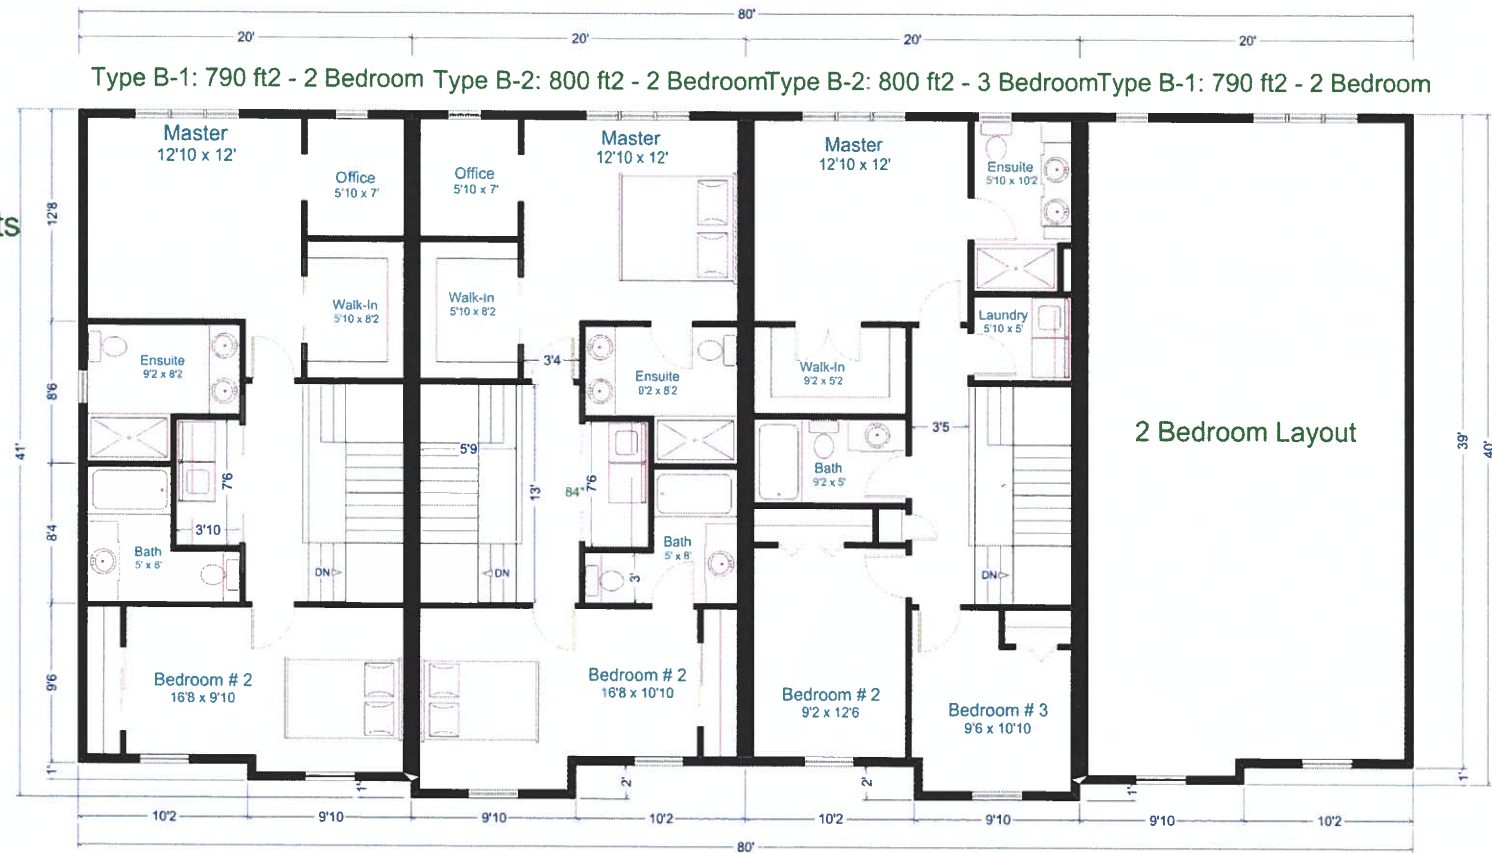 80'
20'
20'
20'
20'
Type B-1: 790 ft2 - 2 Bedroom
Type B-2: 800 ft2 - 2 Bedroom
Type B-2: 800 ft2 - 3 Bedroom
Type B-1: 790 ft2 - 2 Bedroom
ts
41'
12'8
8'6
8'4
9'6
1'
Master
12'10 x 12'
Office
5'10 x 7'
Walk-In
5'10 x 8'2
Ensuite
9'2 x 8'2
7'6
3'10
Bath
5' x 8'
DN
Bedroom # 2
16'8 x 9'10
1'
Office
5'10 x 7'
Master
12'10 x 12'
Walk-In
5'10 x 8'2
3'4
Ensuite
9'2 x 8'2
5'9
13'
84"
7'6
Bath
5' x 8'
3'
DN
Bedroom # 2
16'8 x 10'10
2'
Master
12'10 x 12'
Ensuite
5'10 x 10'2
Laundry
5'10 x 5'
Walk-In
9'2 x 5'2
3'5
Bath
9'2 x 5'
DN
Bedroom # 2
9'2 x 12'6
Bedroom # 3
9'6 x 10'10
2'
1'
2 Bedroom Layout
39'
40'
1'
10'2
9'10
9'10
10'2
10'2
9'10
9'10
10'2
80'